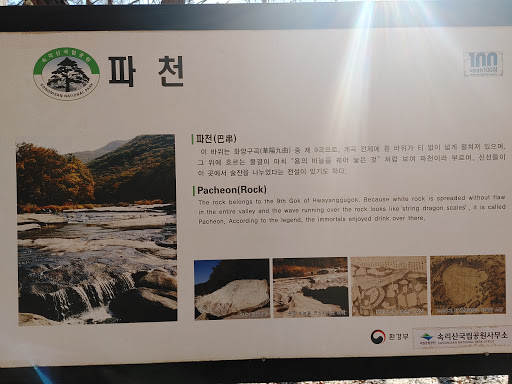 속리산국립공원
SONGNISAN NATIONAL PARK
파 천
100
파천(巴串)
이 바위는 화양구곡(華陽九曲) 중 제 9곡으로, 계곡 전체에 흰 바위가 티 없이 넓게 펼쳐져 있으며,
그 위에 흐르는 물결이 마치 "용의 비늘을 꿰어 놓은 것" 처럼 보여 파천이라 부르며, 신선들이
이 곳에서 술잔을 나누었다는 전설이 있기도 하다.
Pacheon(Rock)
The rock belongs to the 9th Gok of Hwayanggugok. Because white rock is spreaded without flaw
in the entire valley and the wave running over the rock looks like'string dragon scales', it is called
Pacheon. According to the legend, the immortals enjoyed drink over there.
환경부
속리산국립공원사무소